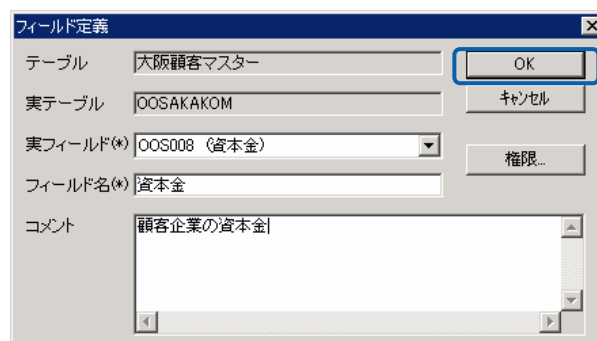 フィールド定義
テーブル 大阪顧客マスター OK
実テーブル OOSAKAKOM キャンセル
実フィールド(*) OOS008 (資本金)
権限...
フィールド名(*) 資本金
コメント 顧客企業の資本金